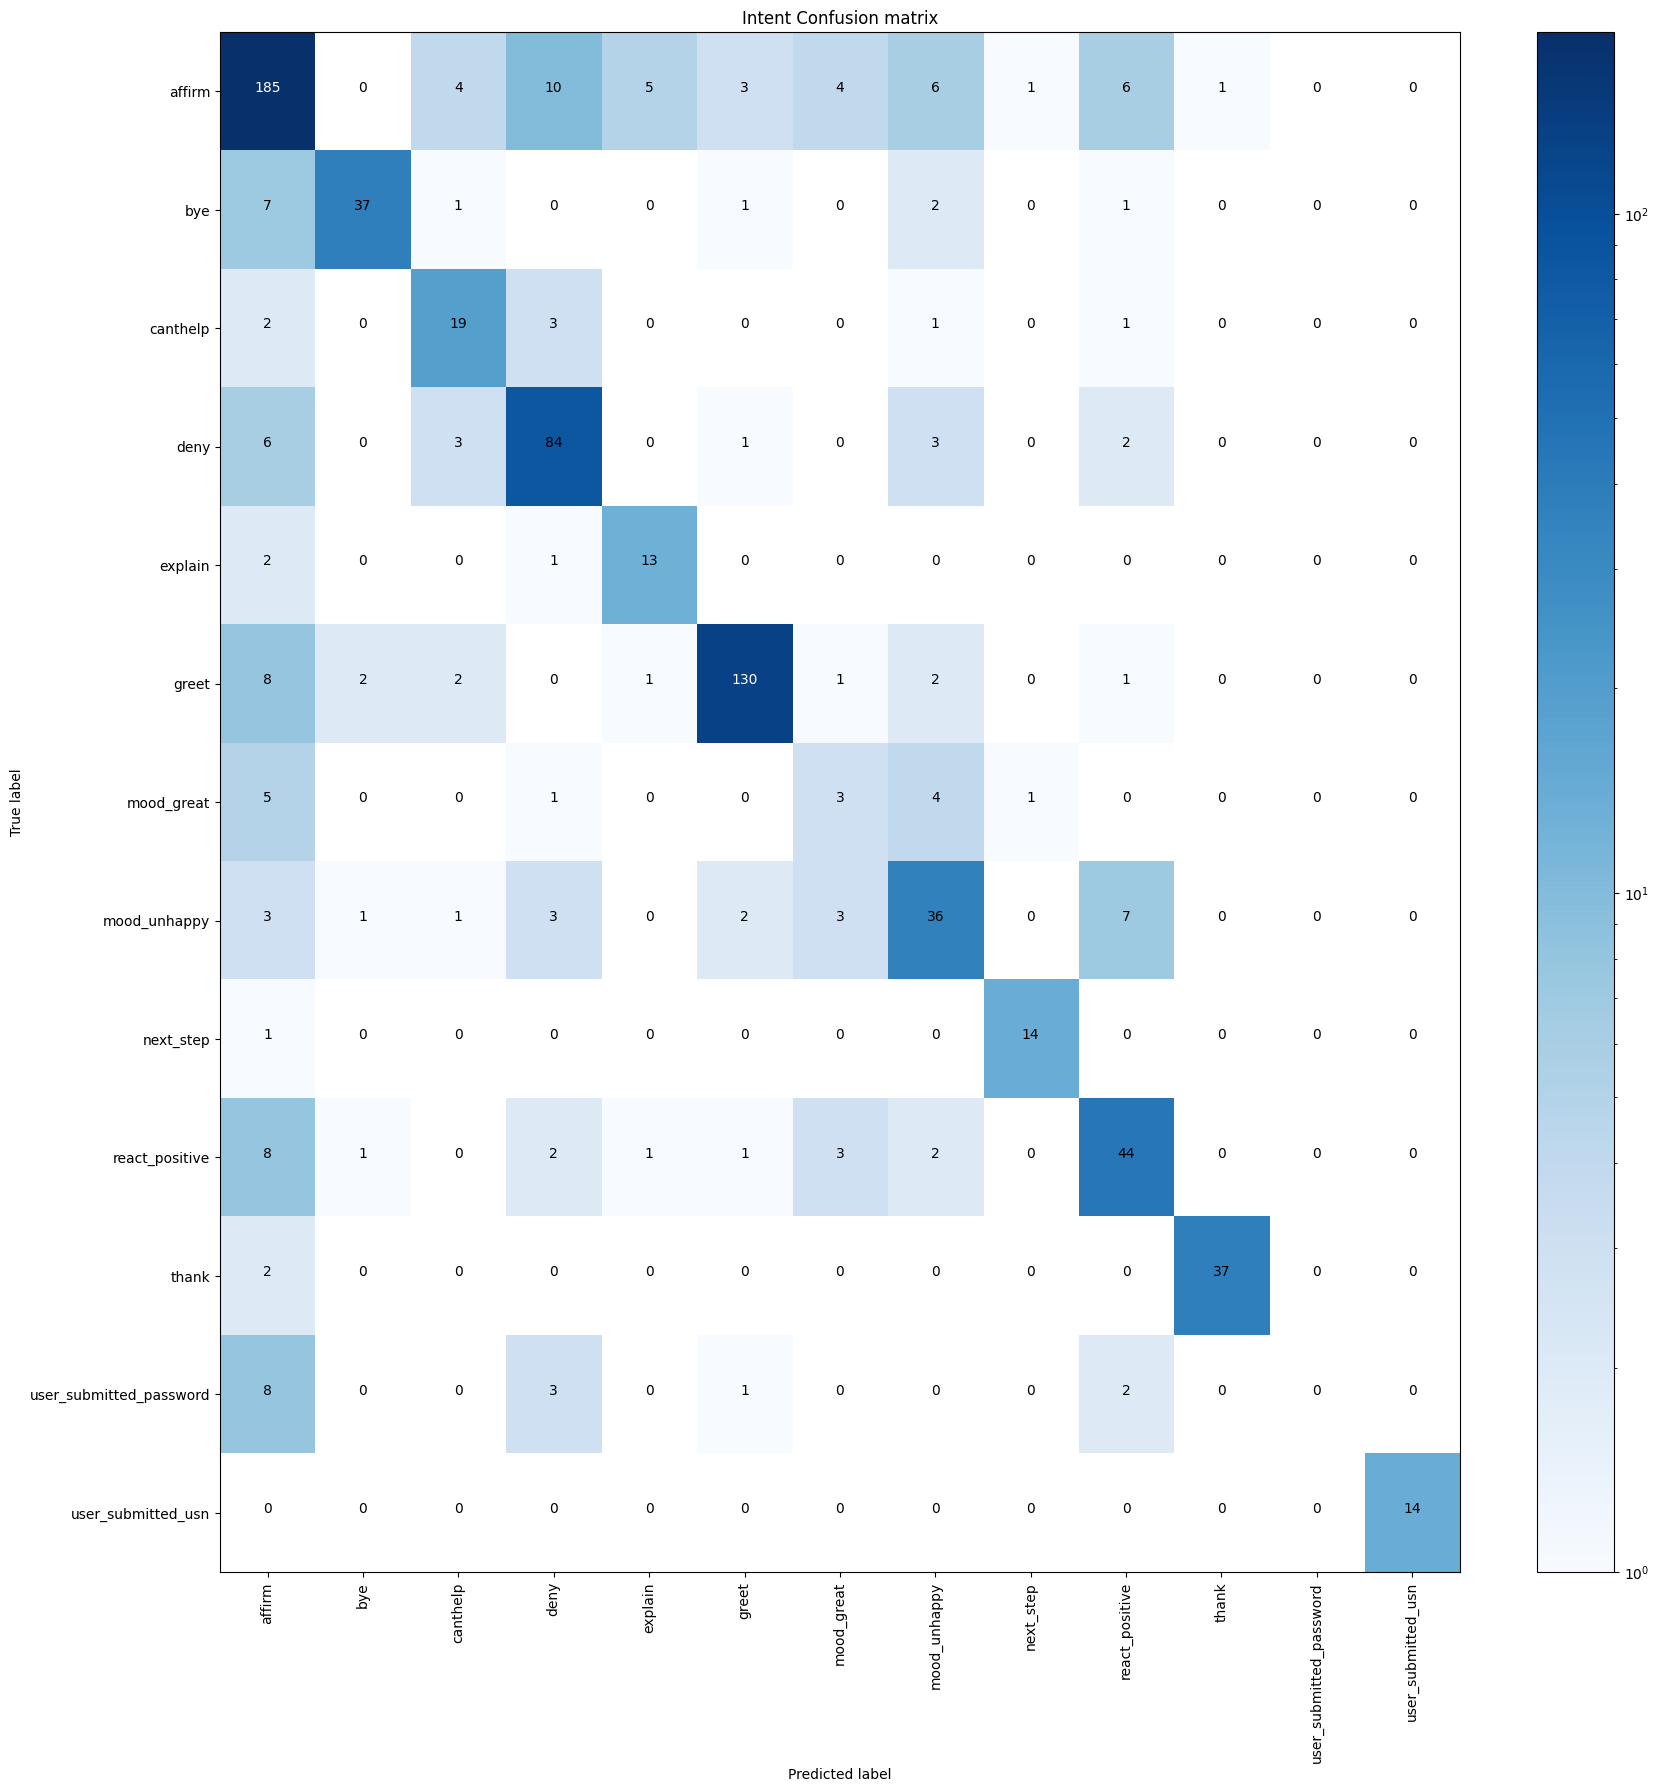 Intent Confusion matrix
affirm 185 0 4 10 5 3 4 6 1 6 1 0 0
10²
bye 7 37 1 0 0 1 0 2 0 1 0 0 0
canthelp 2 0 19 3 0 0 0 1 0 1 0 0 0
deny 6 0 3 84 0 1 0 3 0 2 0 0 0
explain 2 0 0 1 13 0 0 0 0 0 0 0 0
greet 8 2 2 0 1 130 1 2 0 1 0 0 0
True label
mood_great 5 0 0 1 0 0 3 4 1 0 0 0 0
10¹
mood_unhappy 3 1 1 3 0 2 3 36 0 7 0 0 0
next_step 1 0 0 0 0 0 0 0 14 0 0 0 0
react_positive 8 1 0 2 1 1 3 2 0 44 0 0 0
thank 2 0 0 0 0 0 0 0 0 0 37 0 0
user_submitted_password 8 0 0 3 0 1 0 0 0 2 0 0 0
user_submitted_usn 0 0 0 0 0 0 0 0 0 0 0 0 14
10⁰
affirm
bye
canthelp
deny
explain
greet
mood_great
mood_unhappy
next_step
react_positive
thank
user_submitted_password
user_submitted_usn
Predicted label